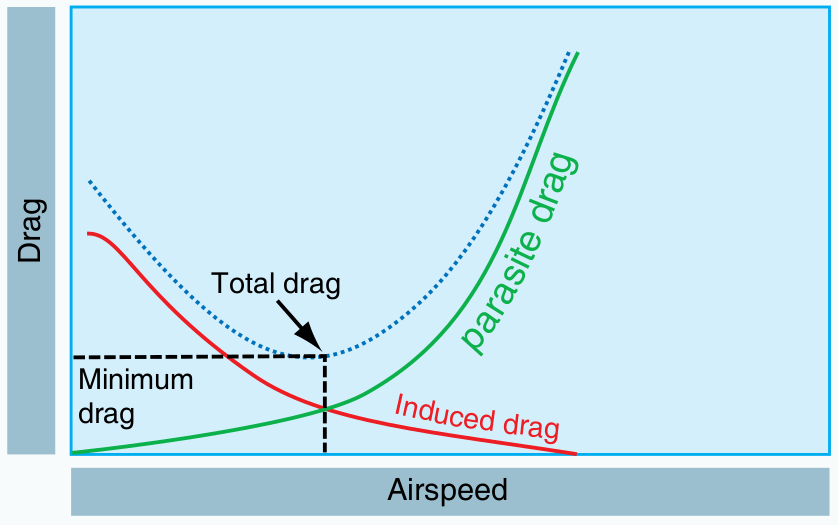 Drag
Total drag
Minimum
drag
parasite drag
Induced drag
Airspeed